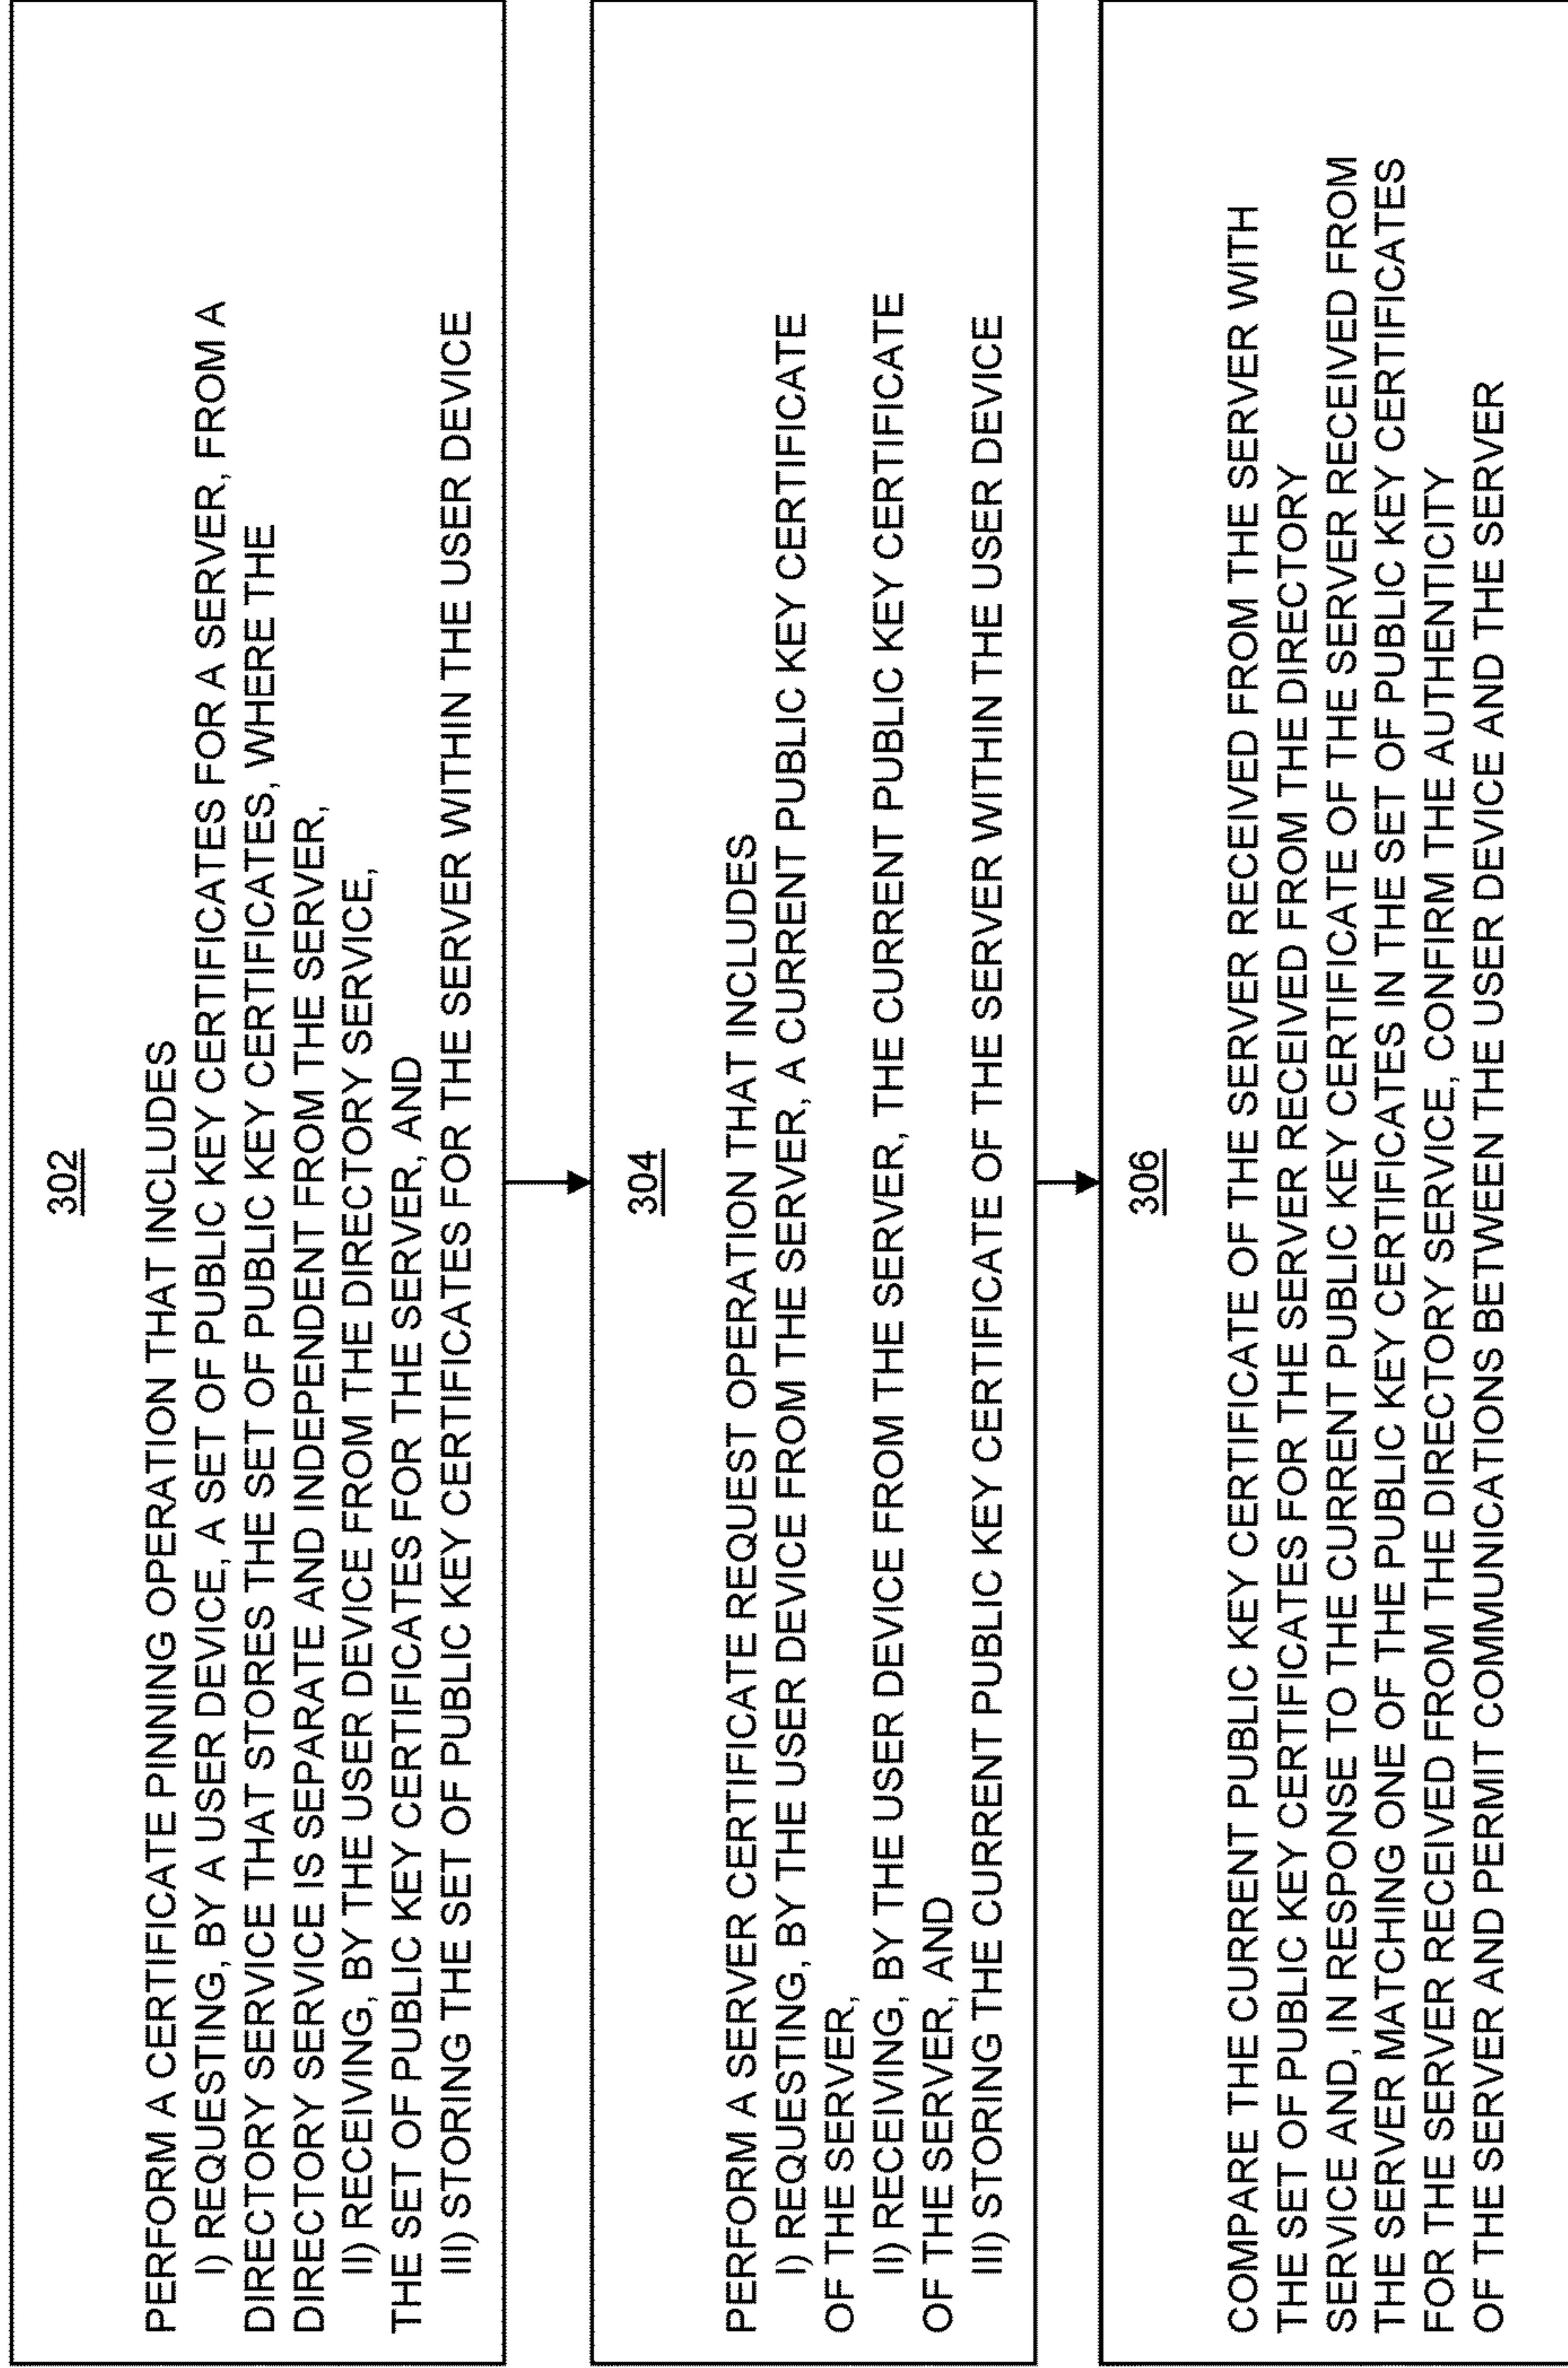 302
PERFORM A CERTIFICATE PINNING OPERATION THAT INCLUDES
I) REQUESTING, BY A USER DEVICE, A SET OF PUBLIC KEY CERTIFICATES FOR A SERVER, FROM A
DIRECTORY SERVICE THAT STORES THE SET OF PUBLIC KEY CERTIFICATES, WHERE THE
DIRECTORY SERVICE IS SEPARATE AND INDEPENDENT FROM THE SERVER,
II) RECEIVING, BY THE USER DEVICE FROM THE DIRECTORY SERVICE,
THE SET OF PUBLIC KEY CERTIFICATES FOR THE SERVER, AND
III) STORING THE SET OF PUBLIC KEY CERTIFICATES FOR THE SERVER WITHIN THE USER DEVICE
304
PERFORM A SERVER CERTIFICATE REQUEST OPERATION THAT INCLUDES
I) REQUESTING, BY THE USER DEVICE FROM THE SERVER, A CURRENT PUBLIC KEY CERTIFICATE
OF THE SERVER,
II) RECEIVING, BY THE USER DEVICE FROM THE SERVER, THE CURRENT PUBLIC KEY CERTIFICATE
OF THE SERVER, AND
III) STORING THE CURRENT PUBLIC KEY CERTIFICATE OF THE SERVER WITHIN THE USER DEVICE
306
COMPARE THE CURRENT PUBLIC KEY CERTIFICATE OF THE SERVER RECEIVED FROM THE SERVER WITH
THE SET OF PUBLIC KEY CERTIFICATES FOR THE SERVER RECEIVED FROM THE DIRECTORY
SERVICE AND, IN RESPONSE TO THE CURRENT PUBLIC KEY CERTIFICATE OF THE SERVER RECEIVED FROM
THE SERVER MATCHING ONE OF THE PUBLIC KEY CERTIFICATES IN THE SET OF PUBLIC KEY CERTIFICATES
FOR THE SERVER RECEIVED FROM THE DIRECTORY SERVICE, CONFIRM THE AUTHENTICITY
OF THE SERVER AND PERMIT COMMUNICATIONS BETWEEN THE USER DEVICE AND THE SERVER